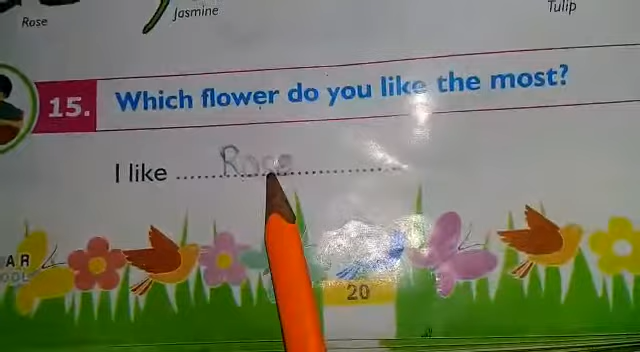 Rose
Jasmine
Tulip
15. Which flower do you like the most?
I like Rose
20